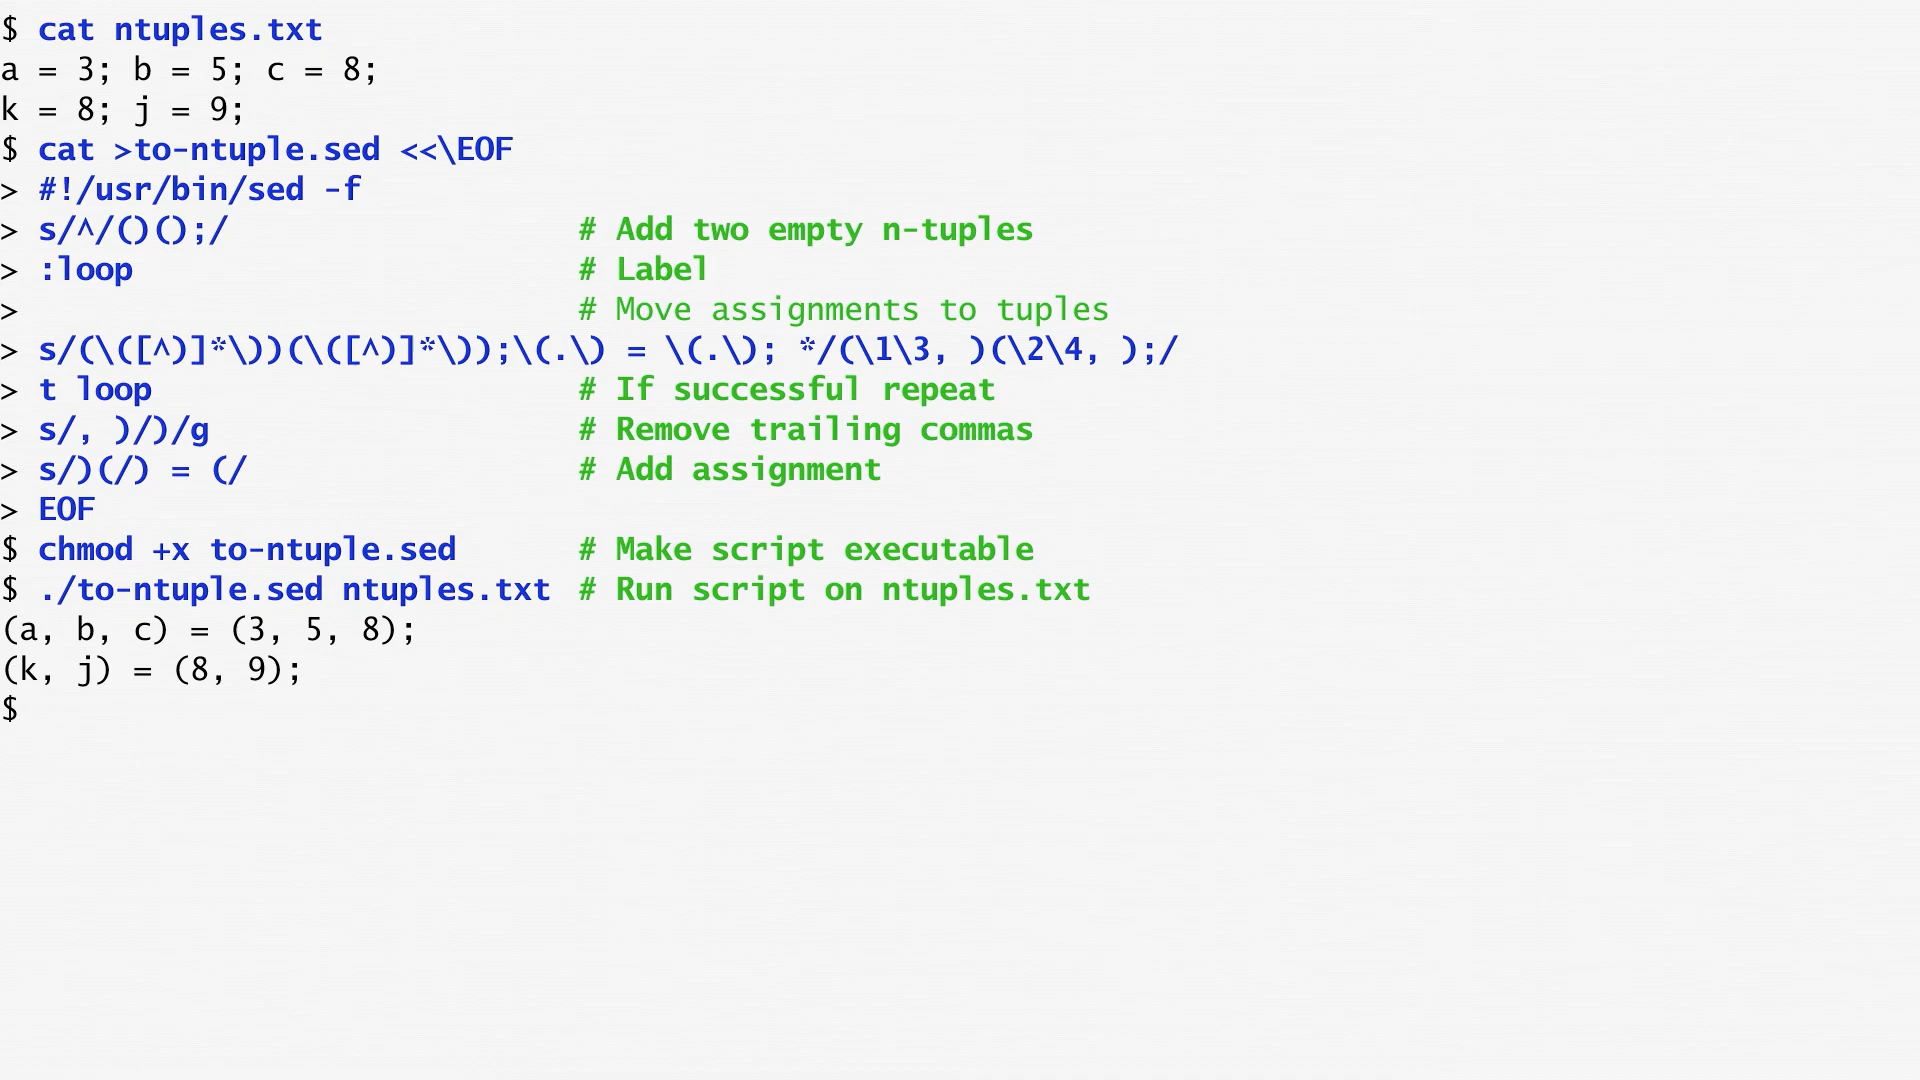 $ cat ntuples.txt
a = 3; b = 5; c = 8;
k = 8; j = 9;
$ cat >to-ntuple.sed <<\EOF
> #!/usr/bin/sed -f
> s/^/()();/ # Add two empty n-tuples
> :loop # Label
> # Move assignments to tuples
> s/(\([^)]*\))(\([^)]*\));\(.\) = \(.\); */(\1\3, )(\2\4, );/
> t loop # If successful repeat
> s/, )/)/g # Remove trailing commas
> s/)(/) = (/ # Add assignment
> EOF
$ chmod +x to-ntuple.sed # Make script executable
$ ./to-ntuple.sed ntuples.txt # Run script on ntuples.txt
(a, b, c) = (3, 5, 8);
(k, j) = (8, 9);
$